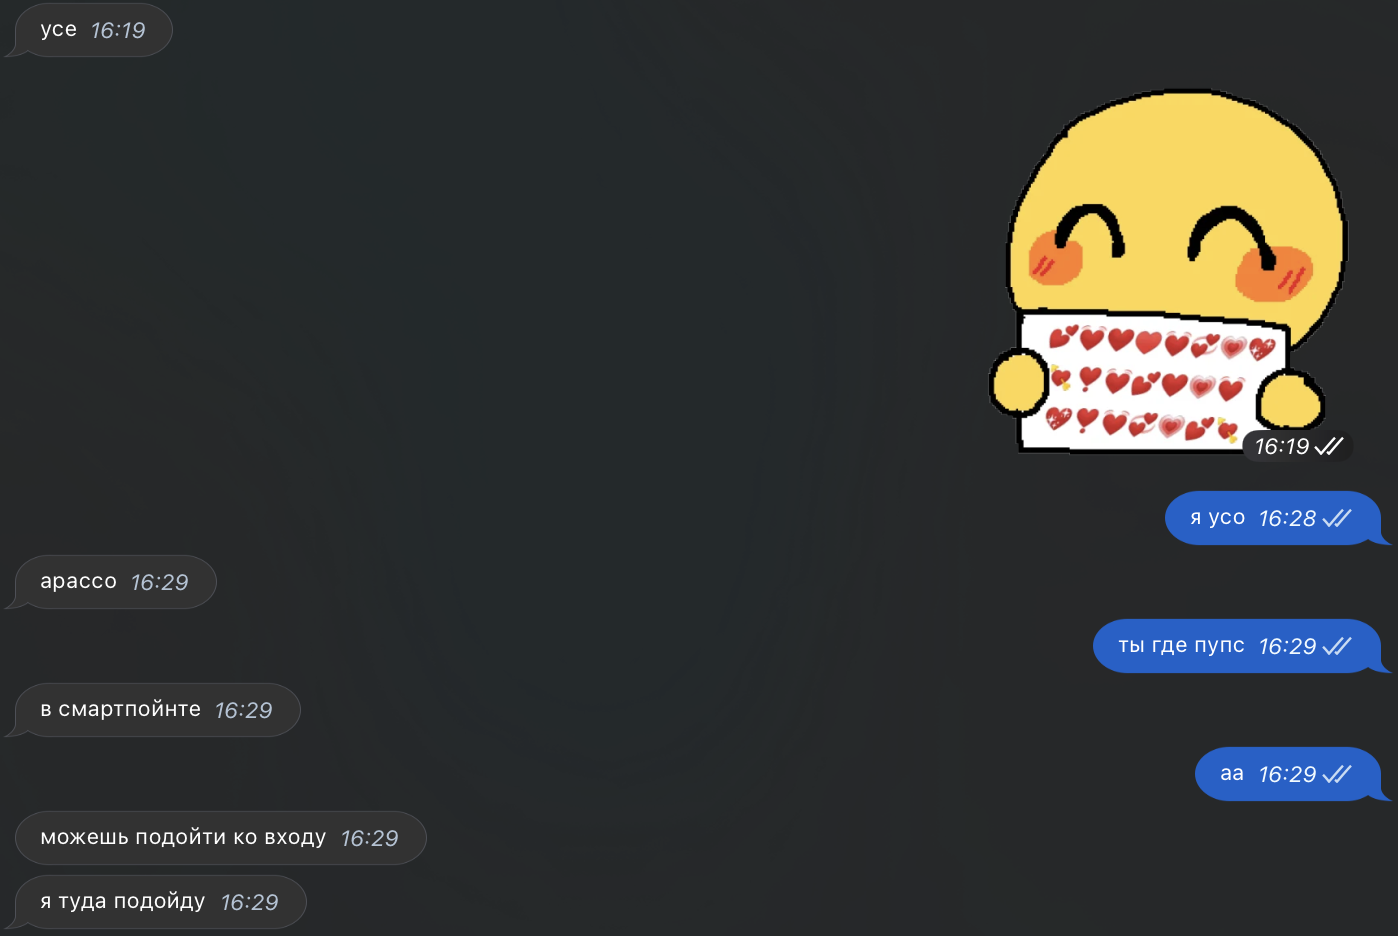 усе 16:19
16:19
я усо 16:28
арассо 16:29
ты где пупс 16:29
в смартпойнте 16:29
аа 16:29
можешь подойти ко входу 16:29
я туда подойду 16:29